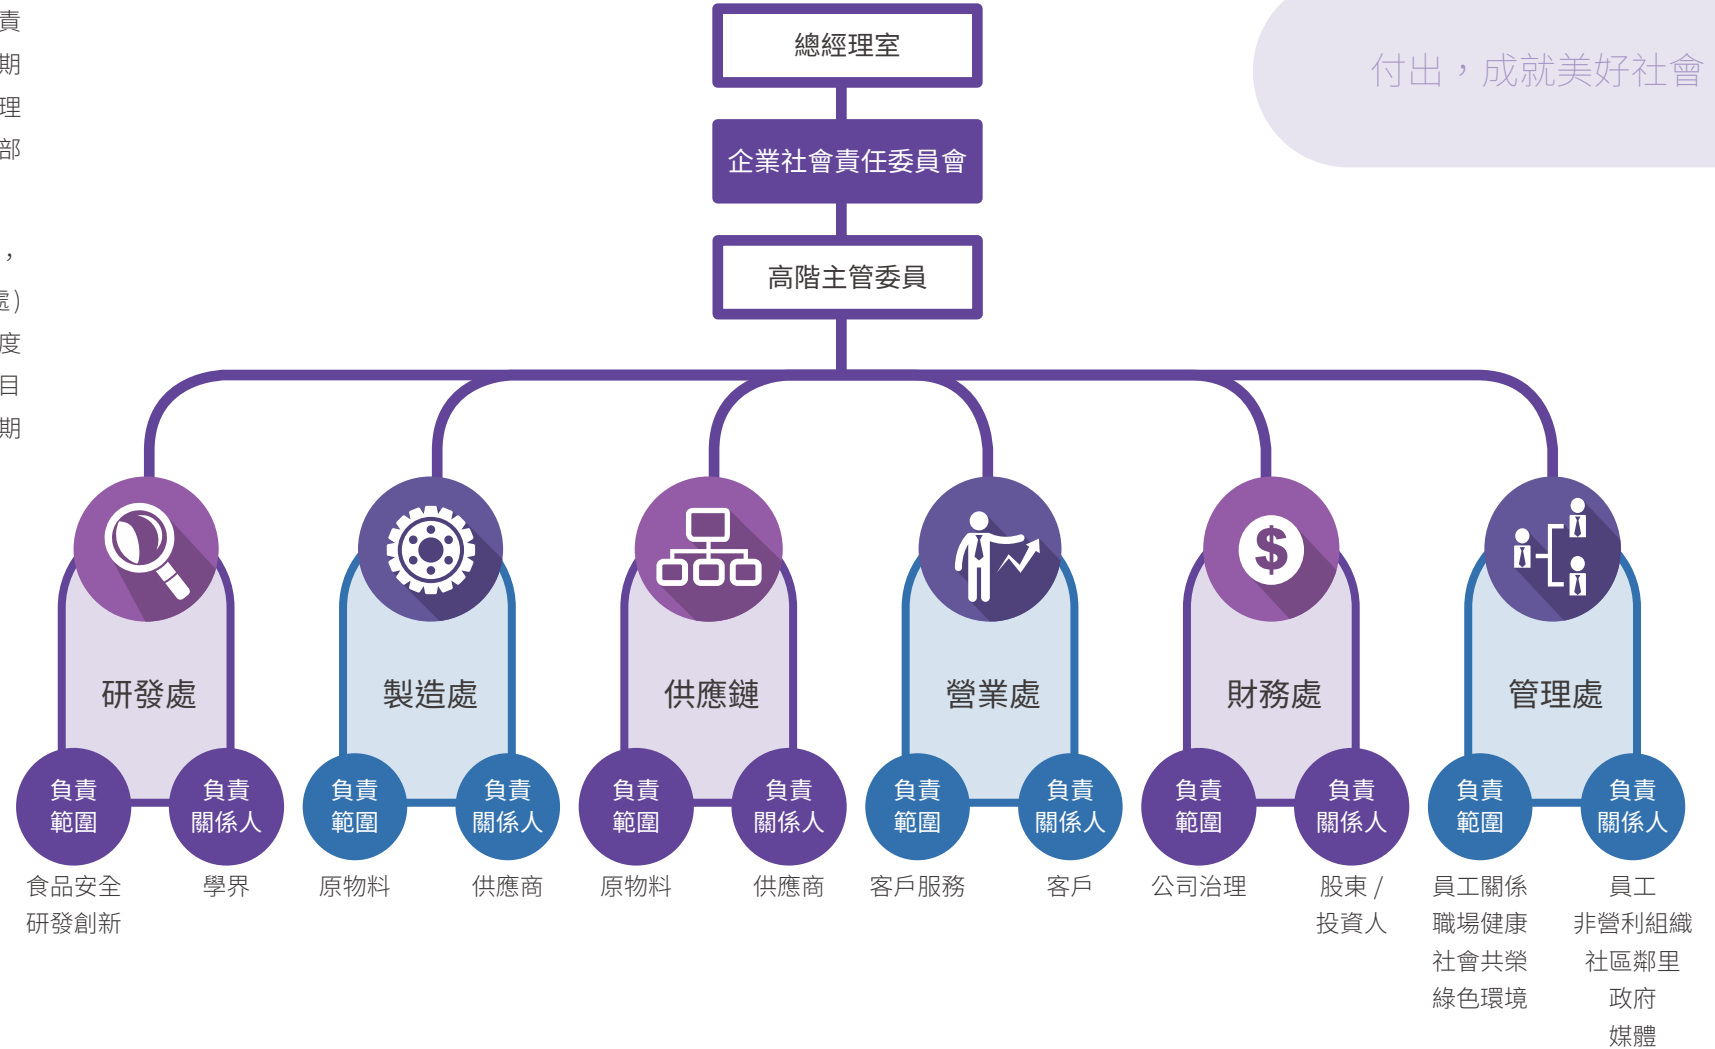 責
期
理
部
，
處)
度
目
期
付出，成就美好社會
總經理室
企業社會責任委員會
高階主管委員
研發處
負責
範圍
食品安全
研發創新
負責
關係人
學界
製造處
負責
範圍
原物料
負責
關係人
供應商
供應鏈
負責
範圍
原物料
負責
關係人
供應商
營業處
負責
範圍
客戶服務
負責
關係人
客戶
財務處
負責
範圍
公司治理
負責
關係人
股東 /
投資人
管理處
負責
範圍
員工關係
職場健康
社會共榮
綠色環境
負責
關係人
員工
非營利組織
社區鄰里
政府
媒體